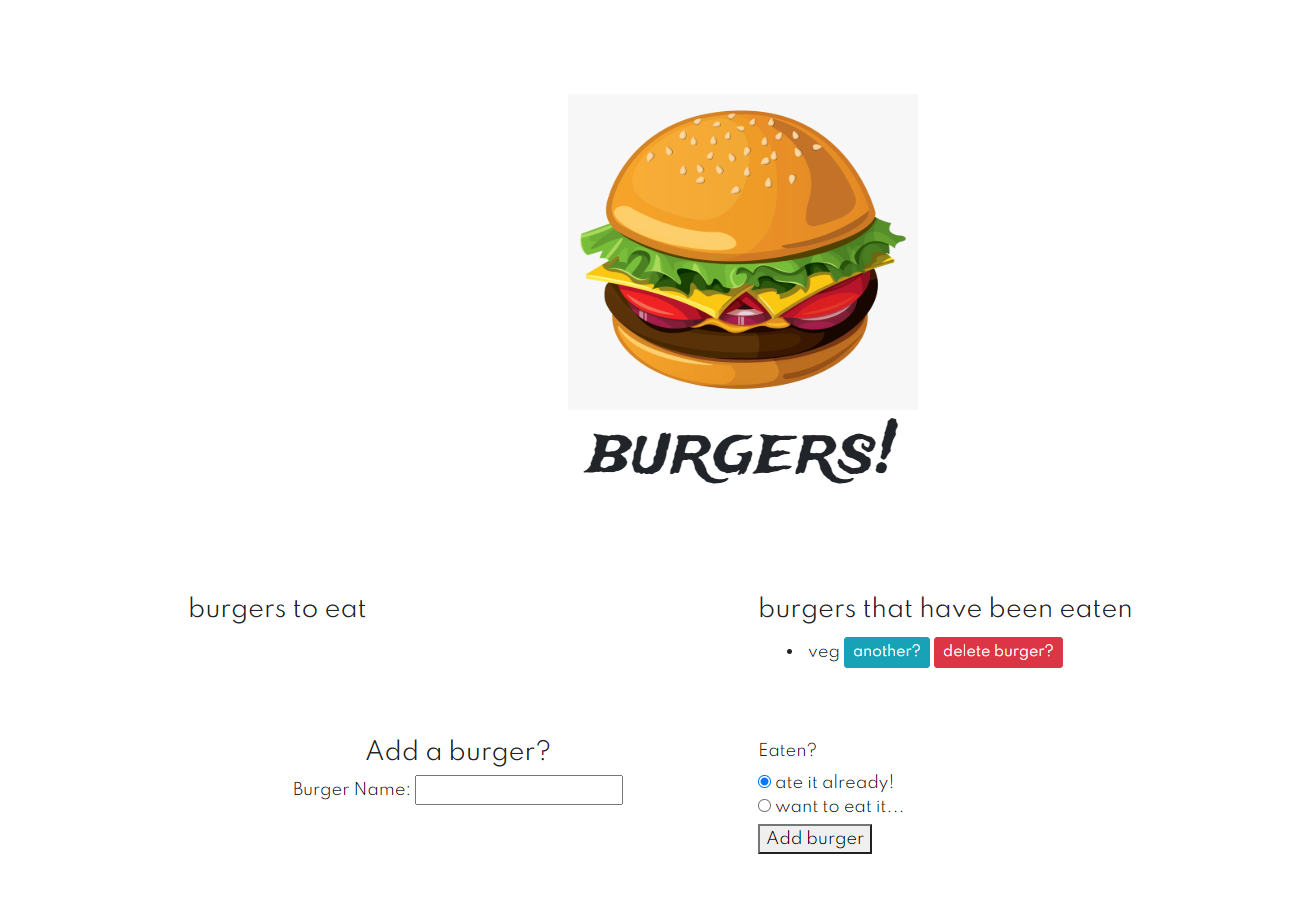 BURGERS!
burgers to eat
burgers that have been eaten
veg another? delete burger?
Add a burger?
Burger Name:
Eaten?
ate it already!
want to eat it...
Add burger